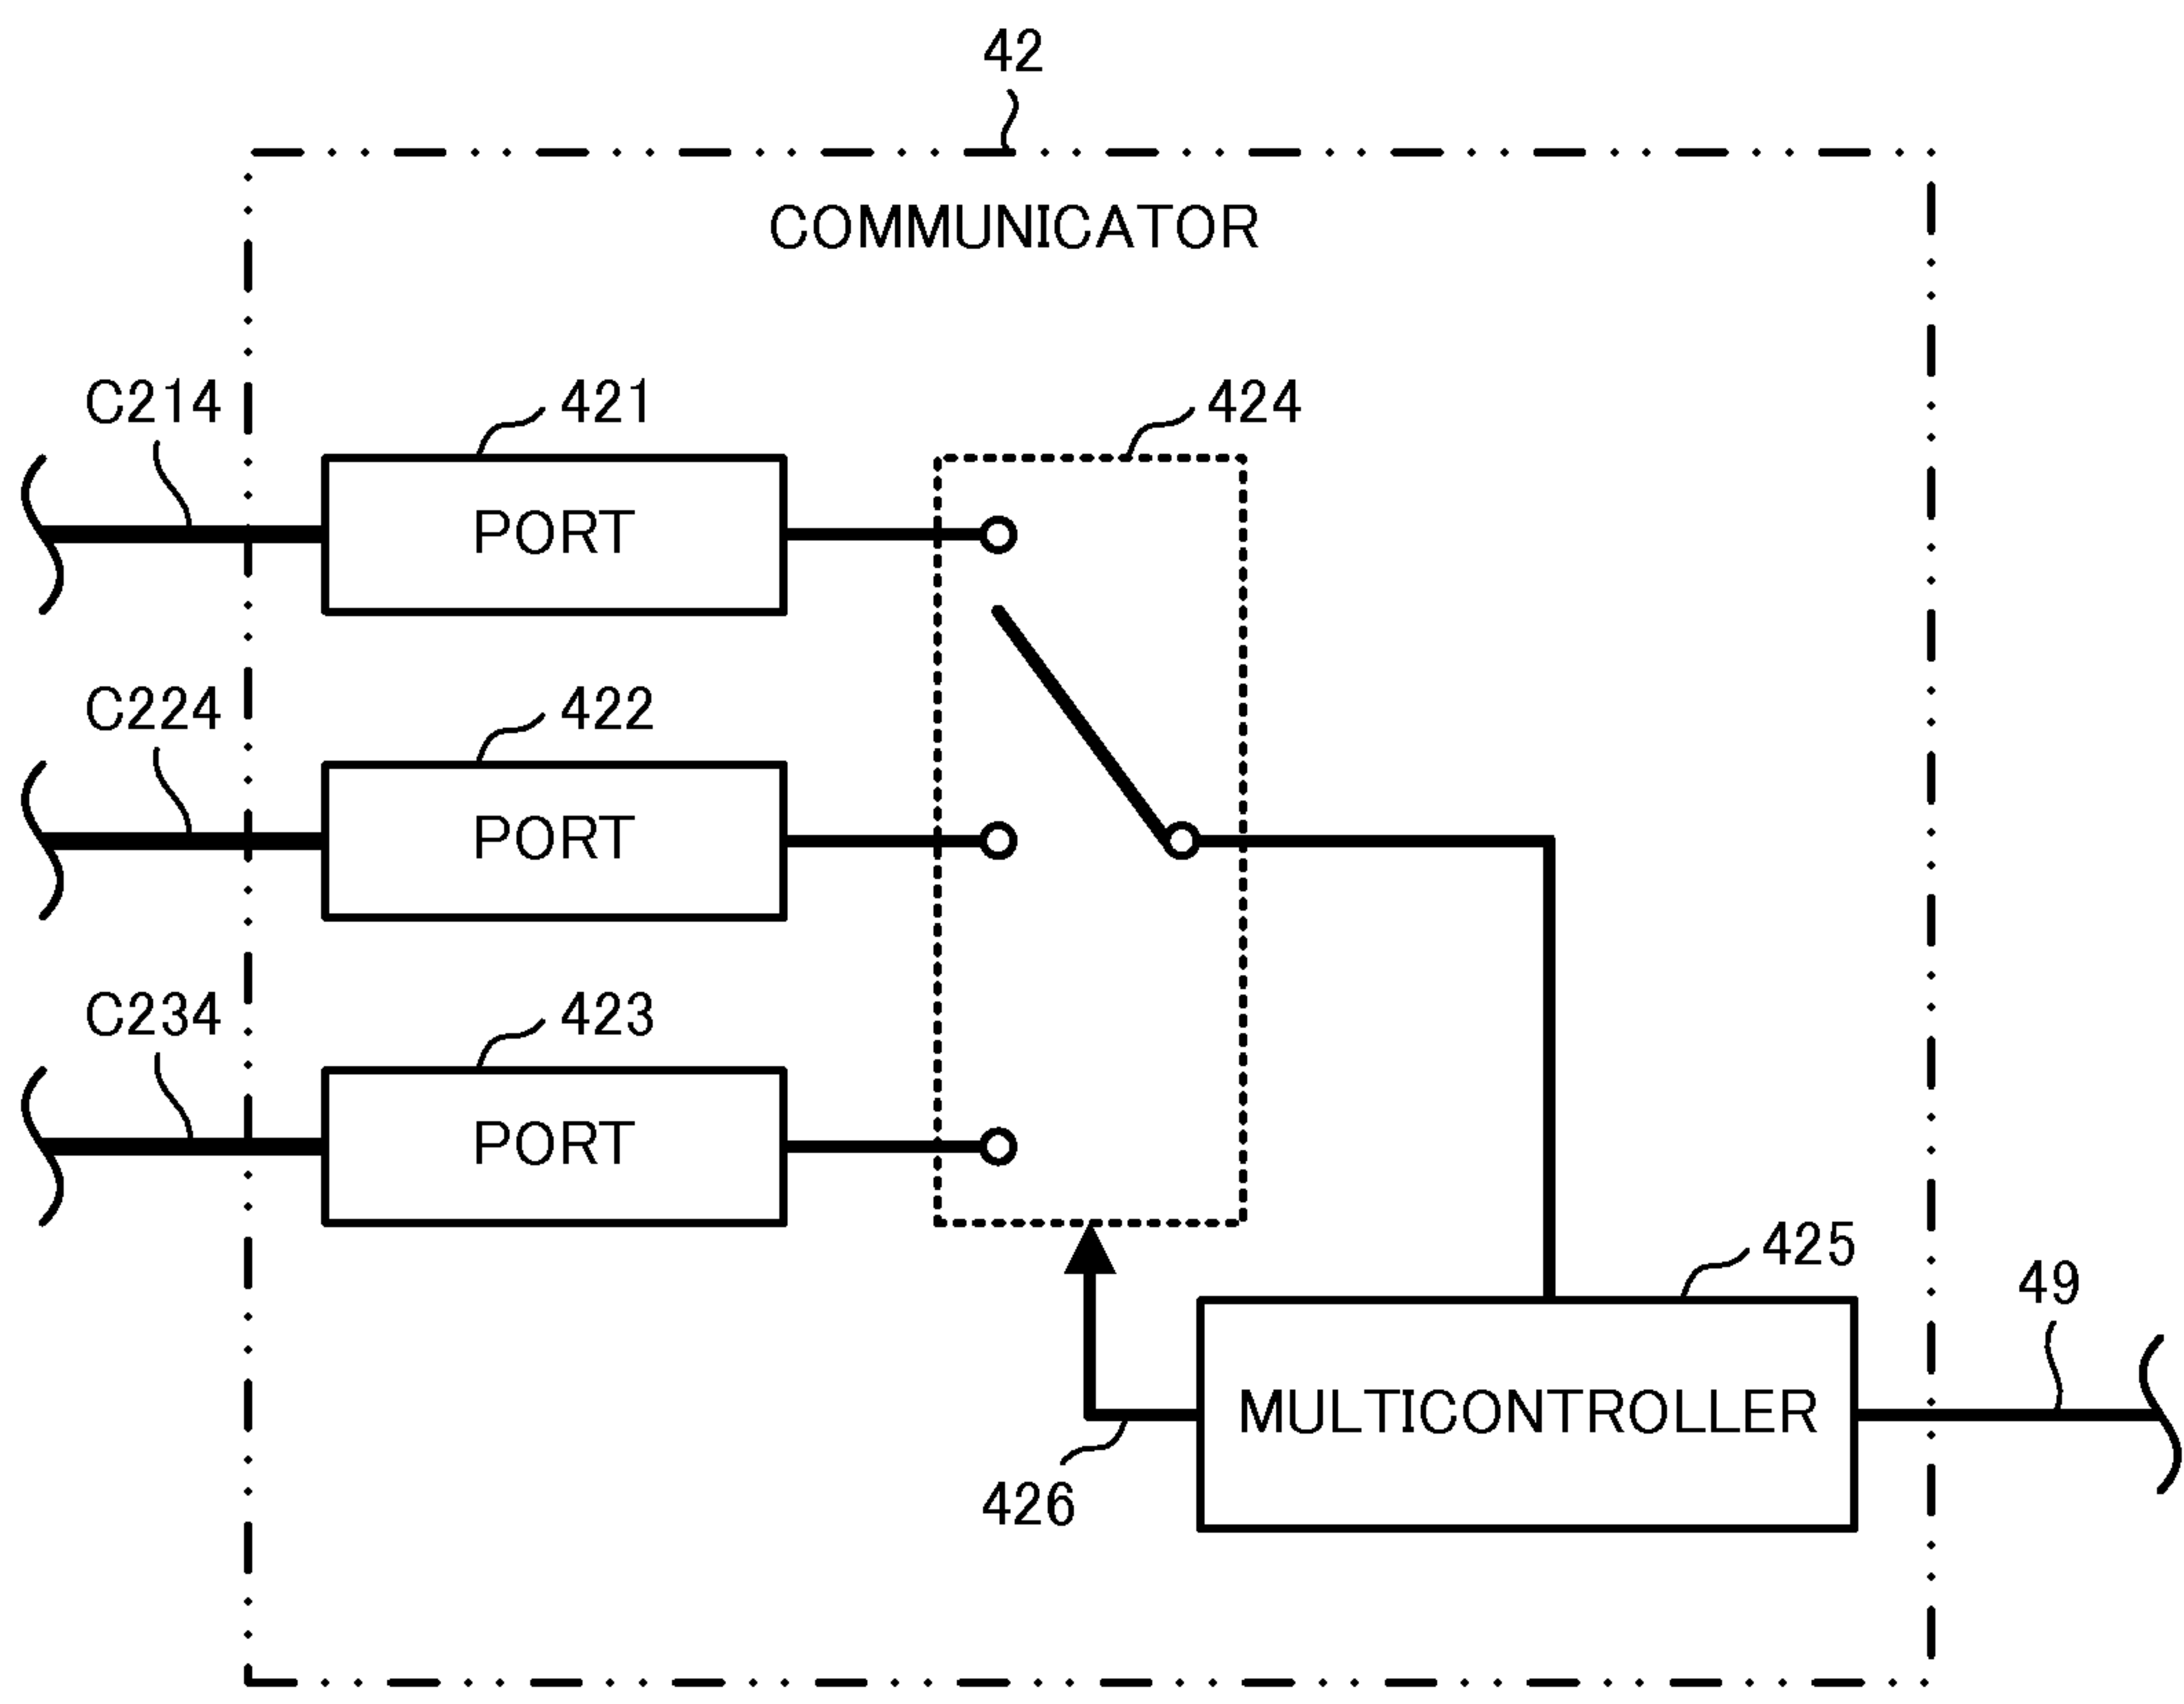 42
COMMUNICATOR
C214
421
424
PORT
C224
422
PORT
C234
423
PORT
425
49
MULTICONTROLLER
426